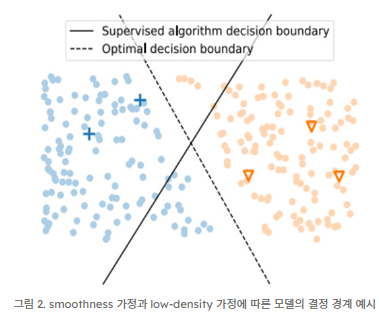 Supervised algorithm decision boundary
Optimal decision boundary
그림 2. smoothness 가정과 low-density 가정에 따른 모델의 결정 경계 예시